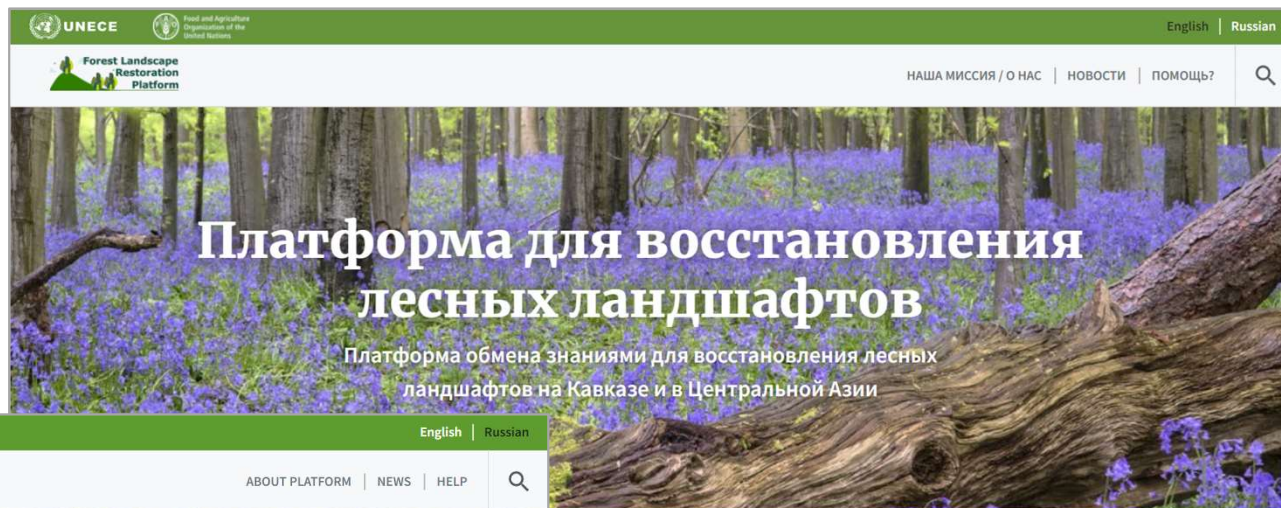 UNECE
Food and Agriculture
Organization of the
United Nations
English | Russian
Forest Landscape
Restoration
Platform
НАША МИССИЯ / О НАС | НОВОСТИ | ПОМОЩЬ?
Платформа для восстановления
лесных ландшафтов
Платформа обмена знаниями для восстановления лесных
ландшафтов на Кавказе и в Центральной Азии
English | Russian
ABOUT PLATFORM | NEWS | HELP